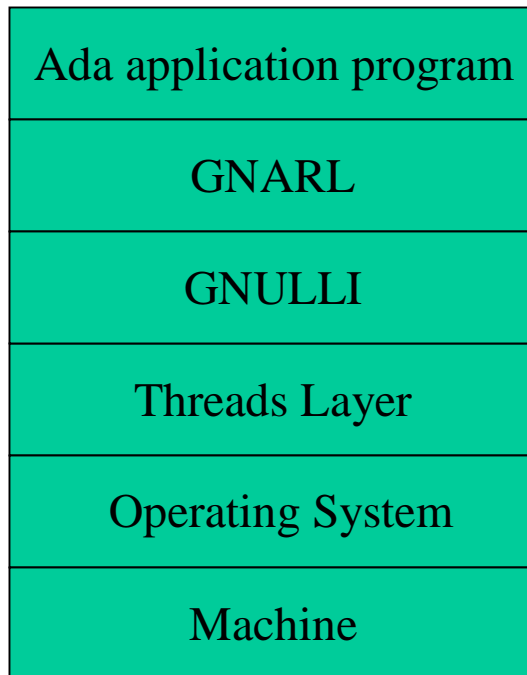 Ada application program
GNARL
GNULLI
Threads Layer
Operating System
Machine